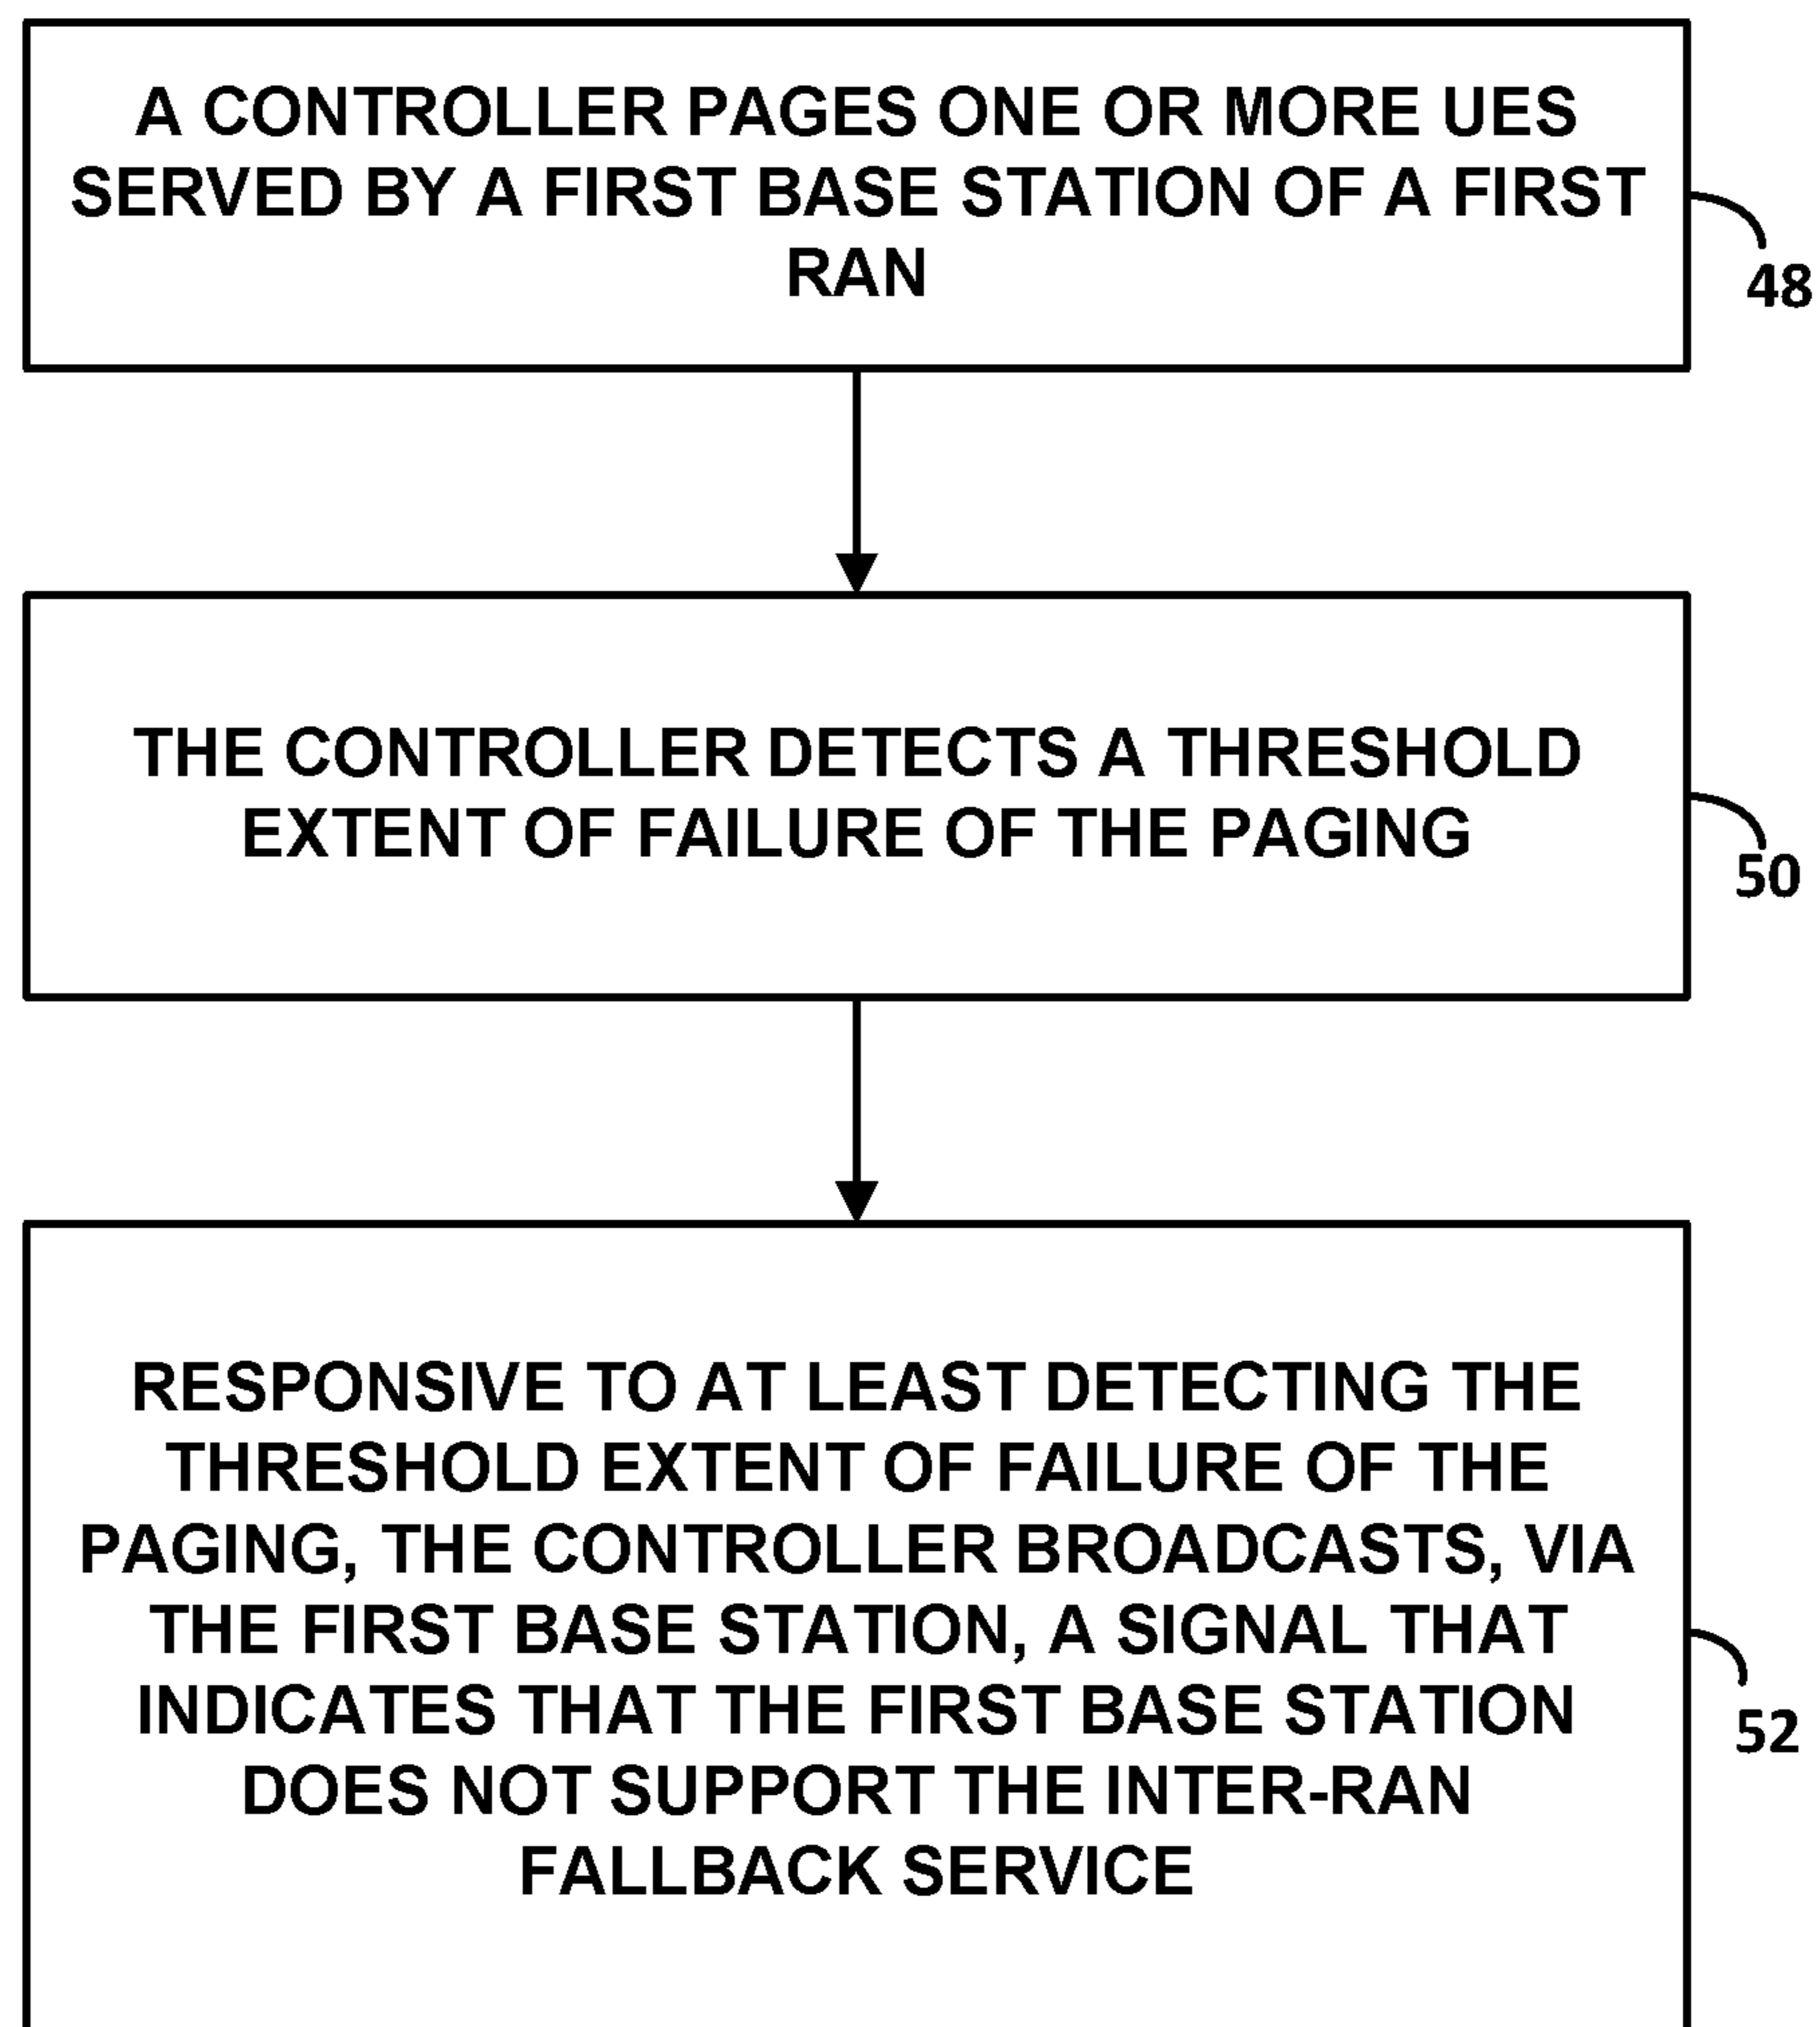 A CONTROLLER PAGES ONE OR MORE UES
SERVED BY A FIRST BASE STATION OF A FIRST
RAN
48
THE CONTROLLER DETECTS A THRESHOLD
EXTENT OF FAILURE OF THE PAGING
50
RESPONSIVE TO AT LEAST DETECTING THE
THRESHOLD EXTENT OF FAILURE OF THE
PAGING, THE CONTROLLER BROADCASTS, VIA
THE FIRST BASE STATION, A SIGNAL THAT
INDICATES THAT THE FIRST BASE STATION
DOES NOT SUPPORT THE INTER-RAN
FALLBACK SERVICE
52